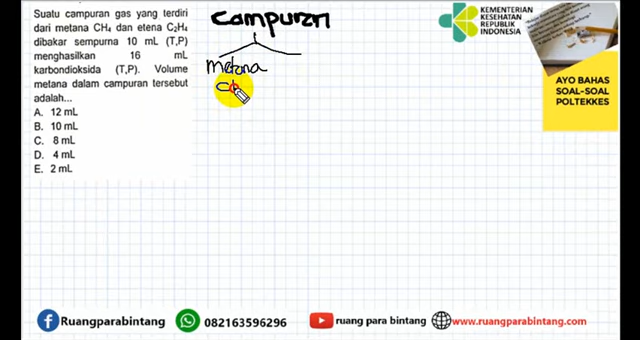 Suatu campuran gas yang terdiri
dari metana CH₄ dan etena C₂H₄
dibakar sempurna 10 mL (T,P)
menghasilkan 16 mL
karbondioksida (T,P). Volume
metana dalam campuran tersebut
adalah...
A. 12 mL
B. 10 mL
C. 8 mL
D. 4 mL
E. 2 mL
campuran
metana
KEMENTERIAN
KESEHATAN
REPUBLIK
INDONESIA
AYO BAHAS
SOAL-SOAL
POLTEKKES
Ruangparabintang
082163596296
ruang para bintang
www.ruangparabintang.com